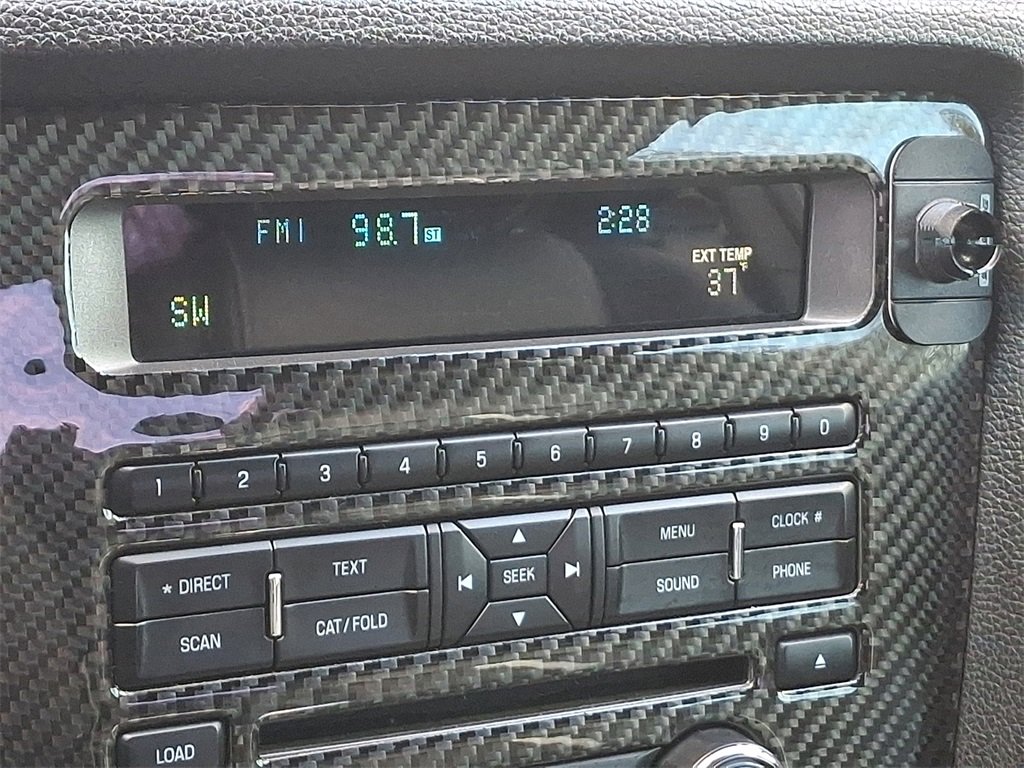 FM1 98.7 ST 2:28
EXT TEMP
37°F
SW
1 2 3 4 5 6 7 8 9 0
* DIRECT TEXT SEEK MENU CLOCK #
SCAN CAT/FOLD SOUND PHONE
LOAD